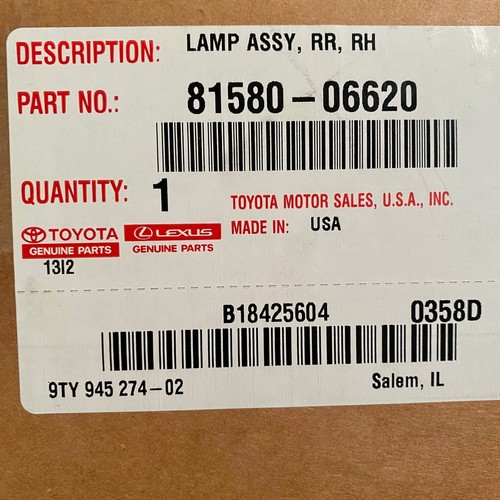 DESCRIPTION: LAMP ASSY, RR, RH
PART NO.: 81580-06620
QUANTITY: 1
TOYOTA MOTOR SALES, U.S.A., INC.
MADE IN: USA
TOYOTA
GENUINE PARTS
LEXUS
GENUINE PARTS
13I2
B18425604 0358D
9TY 945 274-02 Salem, IL